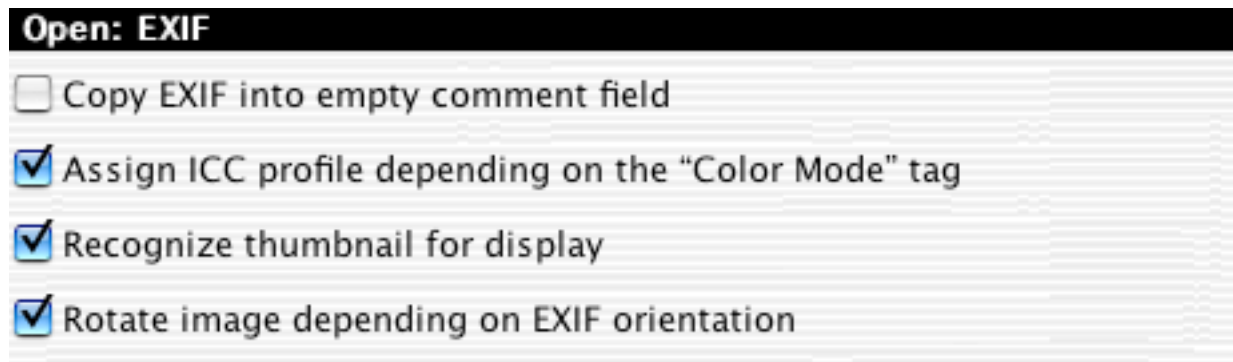 Open: EXIF
Copy EXIF into empty comment field
Assign ICC profile depending on the “Color Mode” tag
Recognize thumbnail for display
Rotate image depending on EXIF orientation